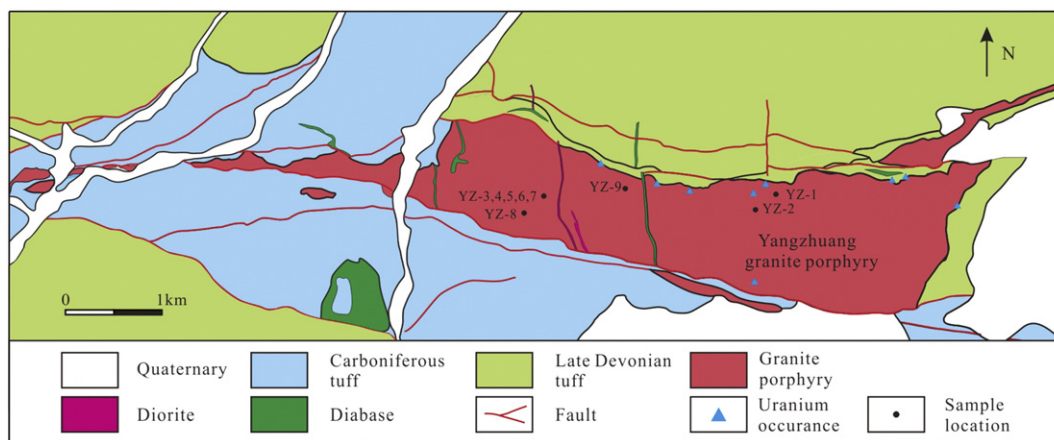 N
YZ-3,4,5,6,7
YZ-9
YZ-1
YZ-8
YZ-2
Yangzhuang
granite porphyry
0 1km
Quaternary
Carboniferous
tuff
Late Devonian
tuff
Granite
porphyry
Diorite
Diabase
Fault
Uranium
occurance
Sample
location